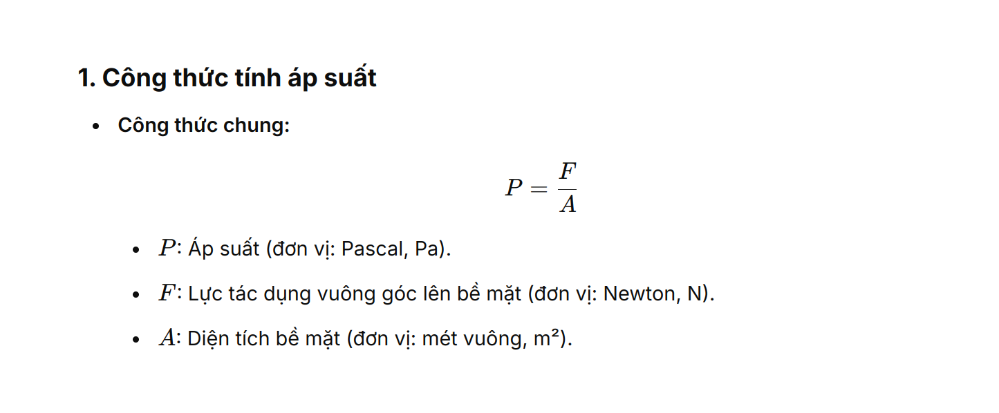 1. Công thức tính áp suất
• Công thức chung:
P = F/A
• P: Áp suất (đơn vị: Pascal, Pa).
• F: Lực tác dụng vuông góc lên bề mặt (đơn vị: Newton, N).
• A: Diện tích bề mặt (đơn vị: mét vuông, m²).